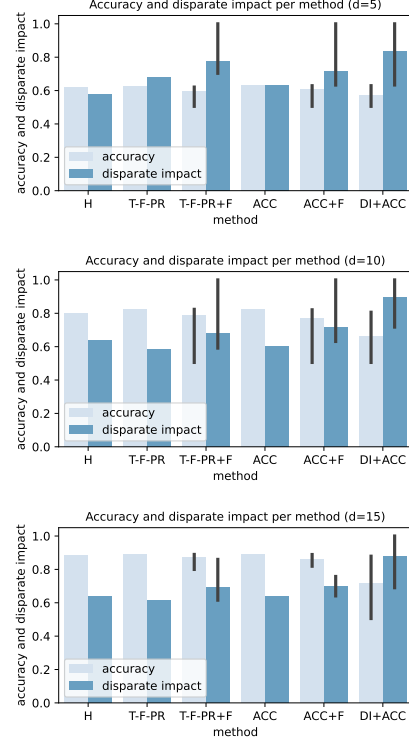 Accuracy and disparate impact per method (d=5)
accuracy and disparate impact
1.0
0.8
0.6
0.4
0.2
0.0
accuracy
disparate impact
H T-F-PR T-F-PR+F ACC ACC+F DI+ACC
method
Accuracy and disparate impact per method (d=10)
accuracy and disparate impact
1.0
0.8
0.6
0.4
0.2
0.0
accuracy
disparate impact
H T-F-PR T-F-PR+F ACC ACC+F DI+ACC
method
Accuracy and disparate impact per method (d=15)
accuracy and disparate impact
1.0
0.8
0.6
0.4
0.2
0.0
accuracy
disparate impact
H T-F-PR T-F-PR+F ACC ACC+F DI+ACC
method